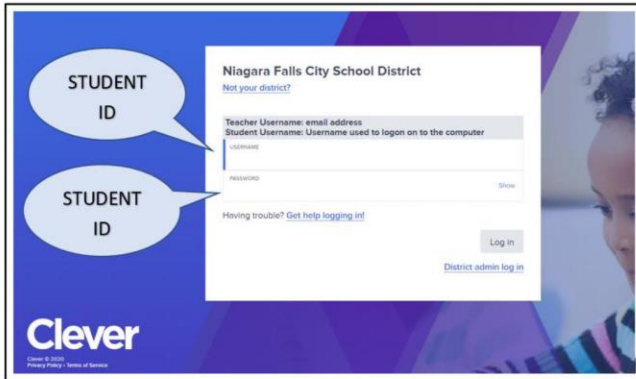 STUDENT
ID
STUDENT
ID
Niagara Falls City School District
Not your district?
Teacher Username: email address
Student Username: Username used to logon on to the computer
USERNAME
PASSWORD
Show
Having trouble? Get help logging in!
Log in
District admin log in
Clever
Clever © 2020
Privacy Policy - Terms of Service